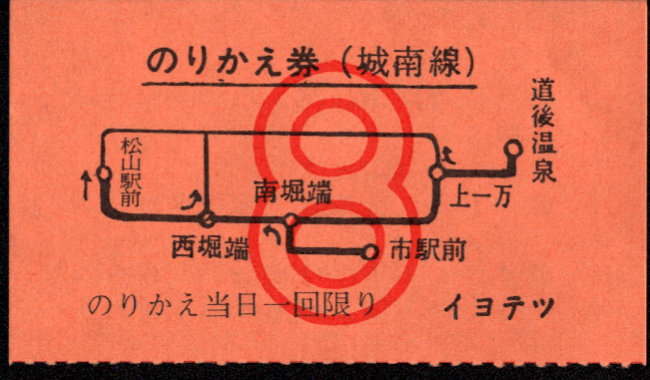 のりかえ券(城南線)
道後温泉
松山駅前
上一万
南堀端
西堀端
市駅前
8
のりかえ当日一回限り
イヨテツ